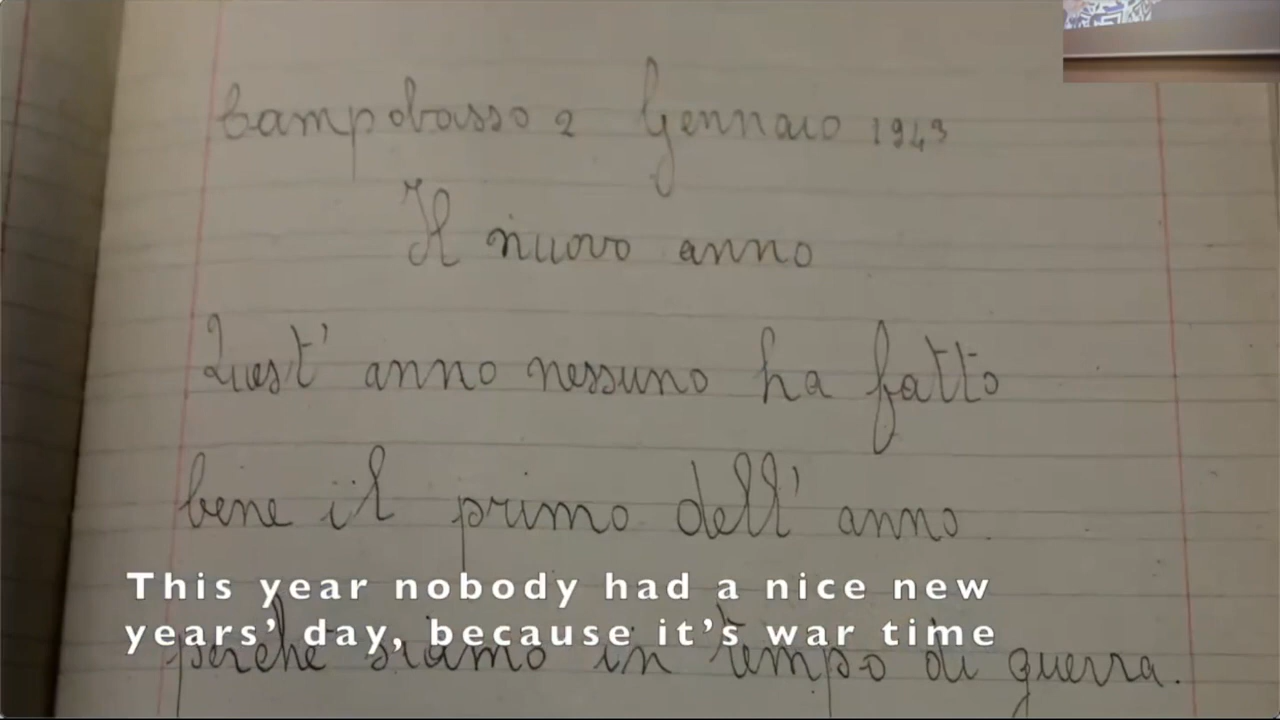 Campobasso 2 Gennaio 1943
Il nuovo anno
Quest' anno nessuno ha fatto
bene il primo dell' anno.
This year nobody had a nice new
years' day, because it's war time
perché siamo in tempo di guerra.